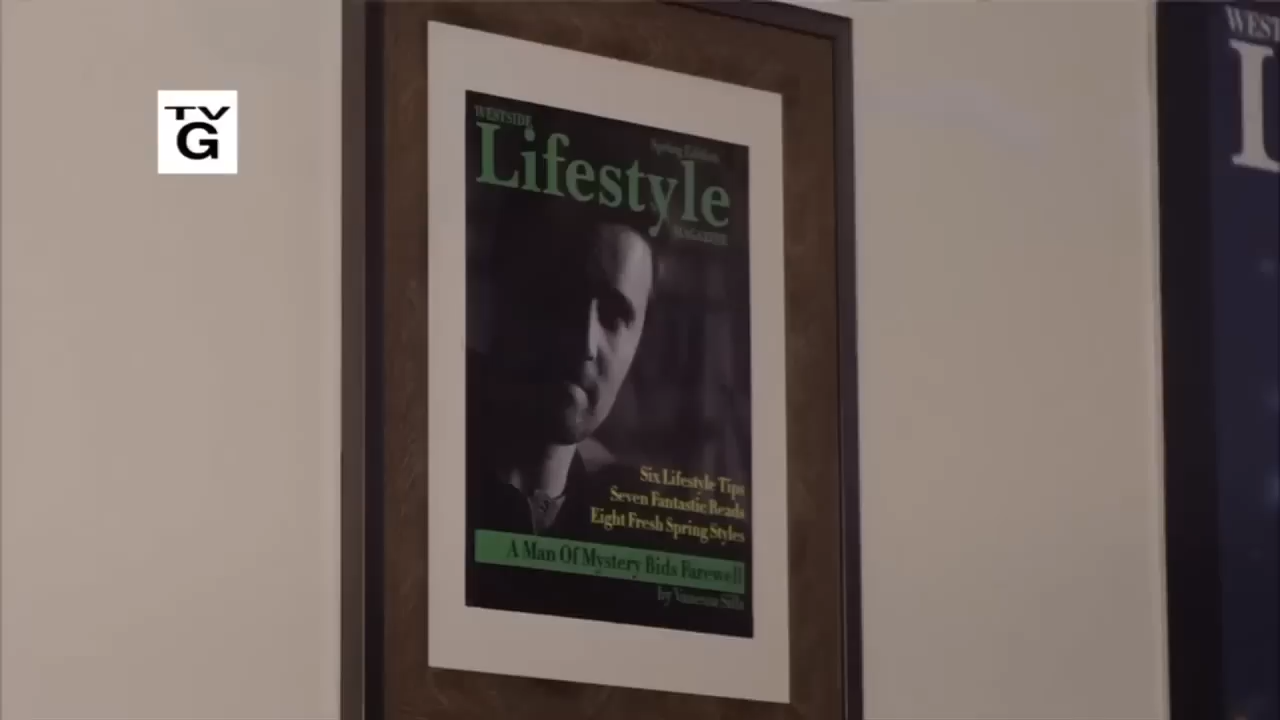 TV
G
WESTSIDE
Spring Edition
Lifestyle
MAGAZINE
Six Lifestyle Tips
Seven Fantastic Reads
Eight Fresh Spring Styles
A Man Of Mystery Bids Farewell
by Vanessa Sills
WEST
L